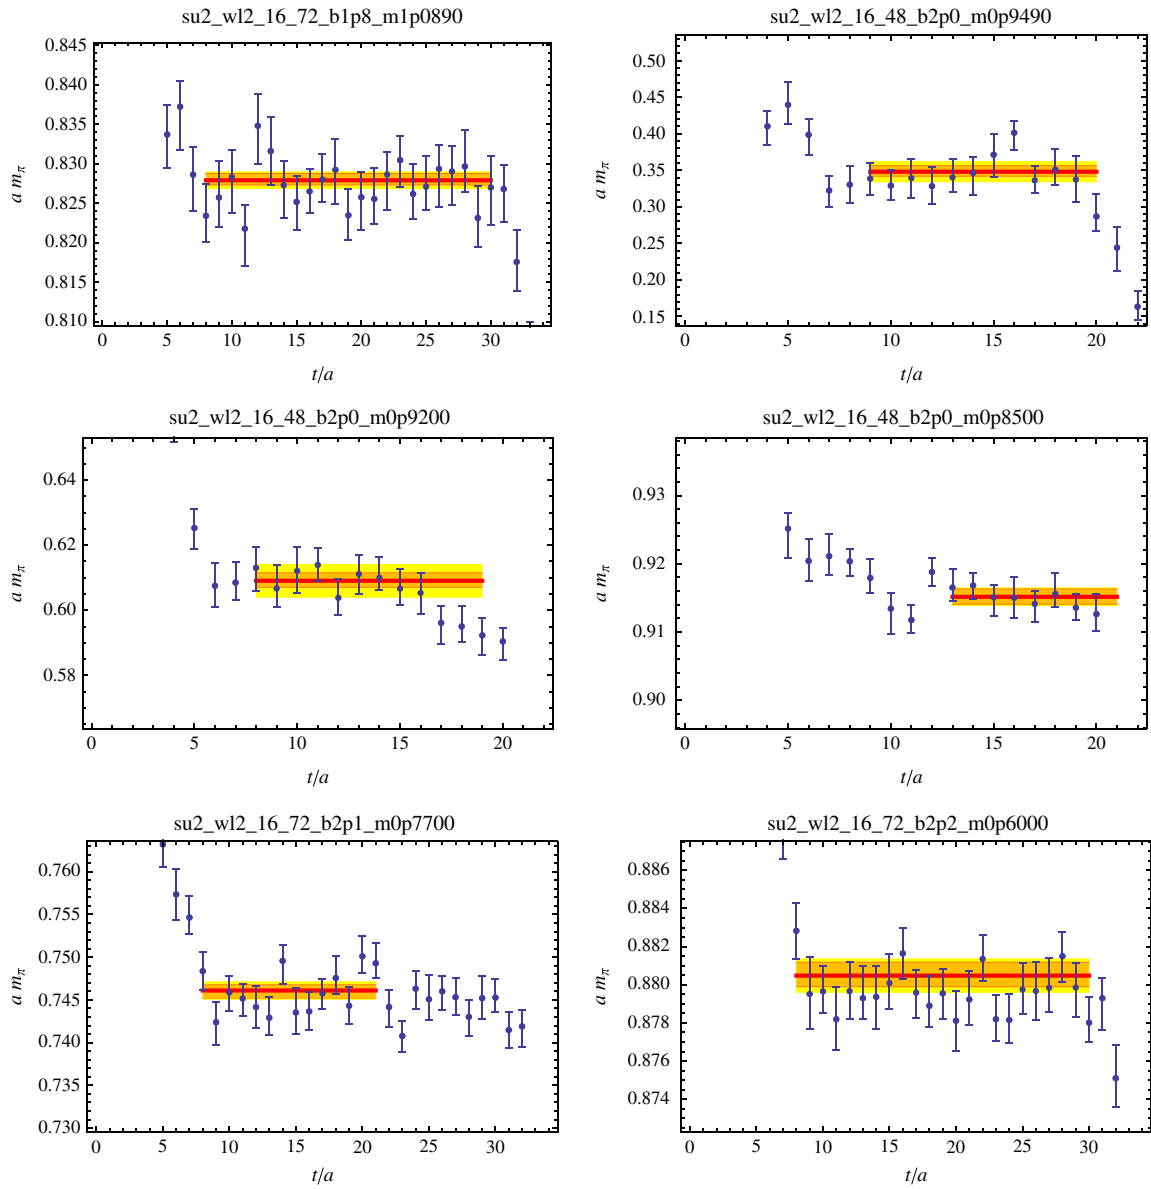 su2_wl2_16_72_b1p8_m1p0890
0.845
0.840
0.835
0.830
0.825
0.820
0.815
0.810
a mπ
0 5 10 15 20 25 30
t/a
su2_wl2_16_48_b2p0_m0p9490
0.50
0.45
0.40
0.35
0.30
0.25
0.20
0.15
a mπ
0 5 10 15 20
t/a
su2_wl2_16_48_b2p0_m0p9200
0.64
0.62
0.60
0.58
a mπ
0 5 10 15 20
t/a
su2_wl2_16_48_b2p0_m0p8500
0.93
0.92
0.91
0.90
a mπ
0 5 10 15 20
t/a
su2_wl2_16_72_b2p1_m0p7700
0.760
0.755
0.750
0.745
0.740
0.735
0.730
a mπ
0 5 10 15 20 25 30
t/a
su2_wl2_16_72_b2p2_m0p6000
0.886
0.884
0.882
0.880
0.878
0.876
0.874
a mπ
0 5 10 15 20 25 30
t/a